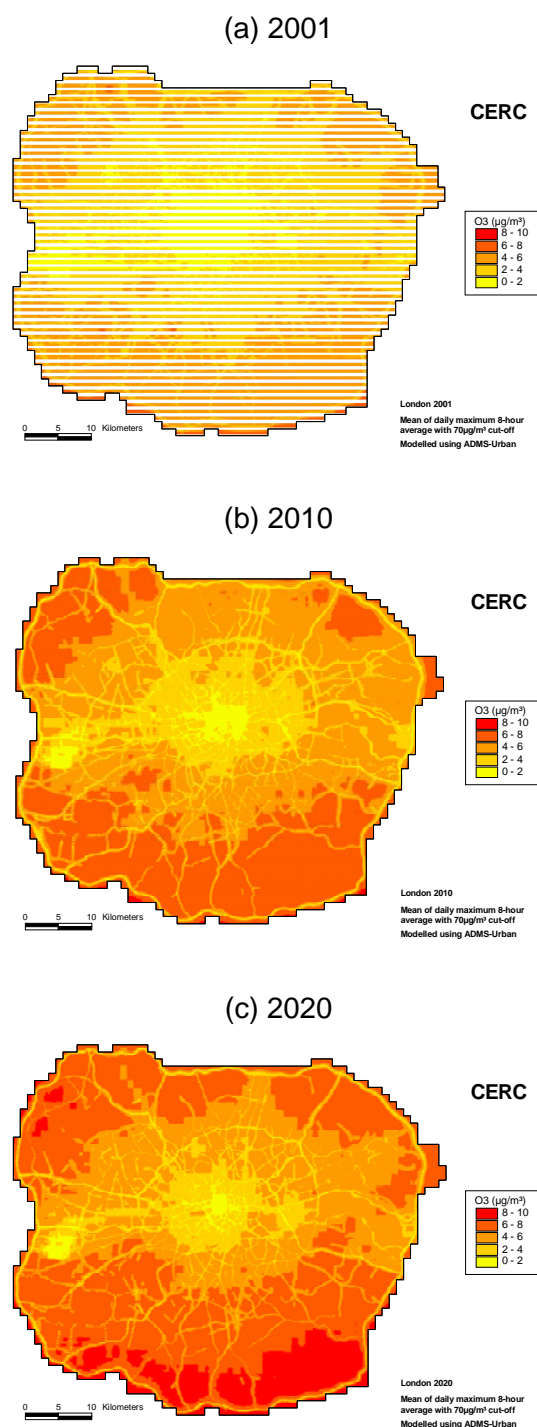 (a) 2001
CERC
O3 (µg/m³)
8 - 10
6 - 8
4 - 6
2 - 4
0 - 2
London 2001
Mean of daily maximum 8-hour
average with 70µg/m³ cut-off
Modelled using ADMS-Urban
0 5 10 Kilometers
(b) 2010
CERC
O3 (µg/m³)
8 - 10
6 - 8
4 - 6
2 - 4
0 - 2
London 2010
Mean of daily maximum 8-hour
average with 70µg/m³ cut-off
Modelled using ADMS-Urban
0 5 10 Kilometers
(c) 2020
CERC
O3 (µg/m³)
8 - 10
6 - 8
4 - 6
2 - 4
0 - 2
London 2020
Mean of daily maximum 8-hour
average with 70µg/m³ cut-off
Modelled using ADMS-Urban
0 5 10 Kilometers